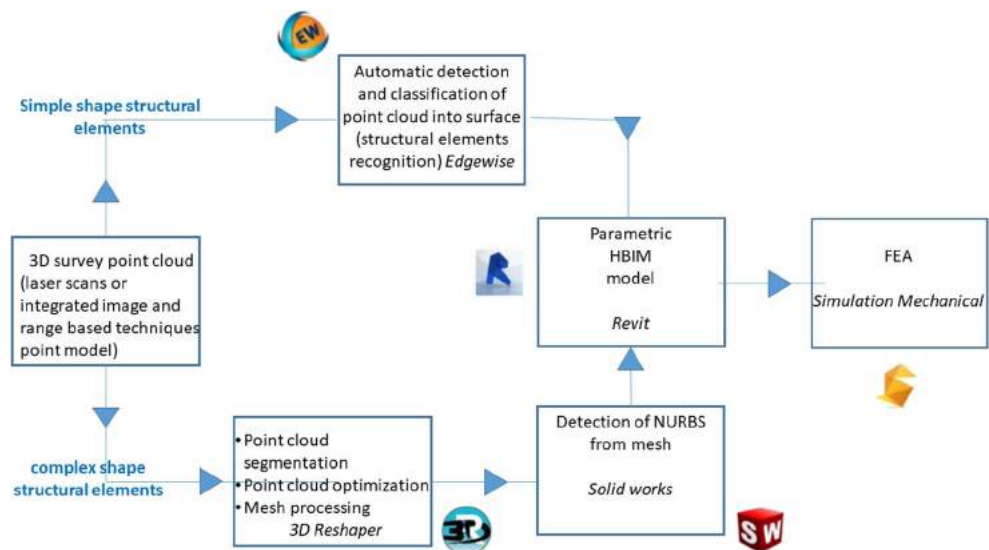 EW
Automatic detection
and classification of
point cloud into surface
(structural elements
recognition) Edgewise
Simple shape structural
elements
3D survey point cloud
(laser scans or
integrated image and
range based techniques
point model)
Parametric
HBIM
model
Revit
FEA
Simulation Mechanical
complex shape
structural elements
• Point cloud
segmentation
• Point cloud optimization
• Mesh processing
3D Reshaper
3DR
Detection of NURBS
from mesh
Solid works
SW